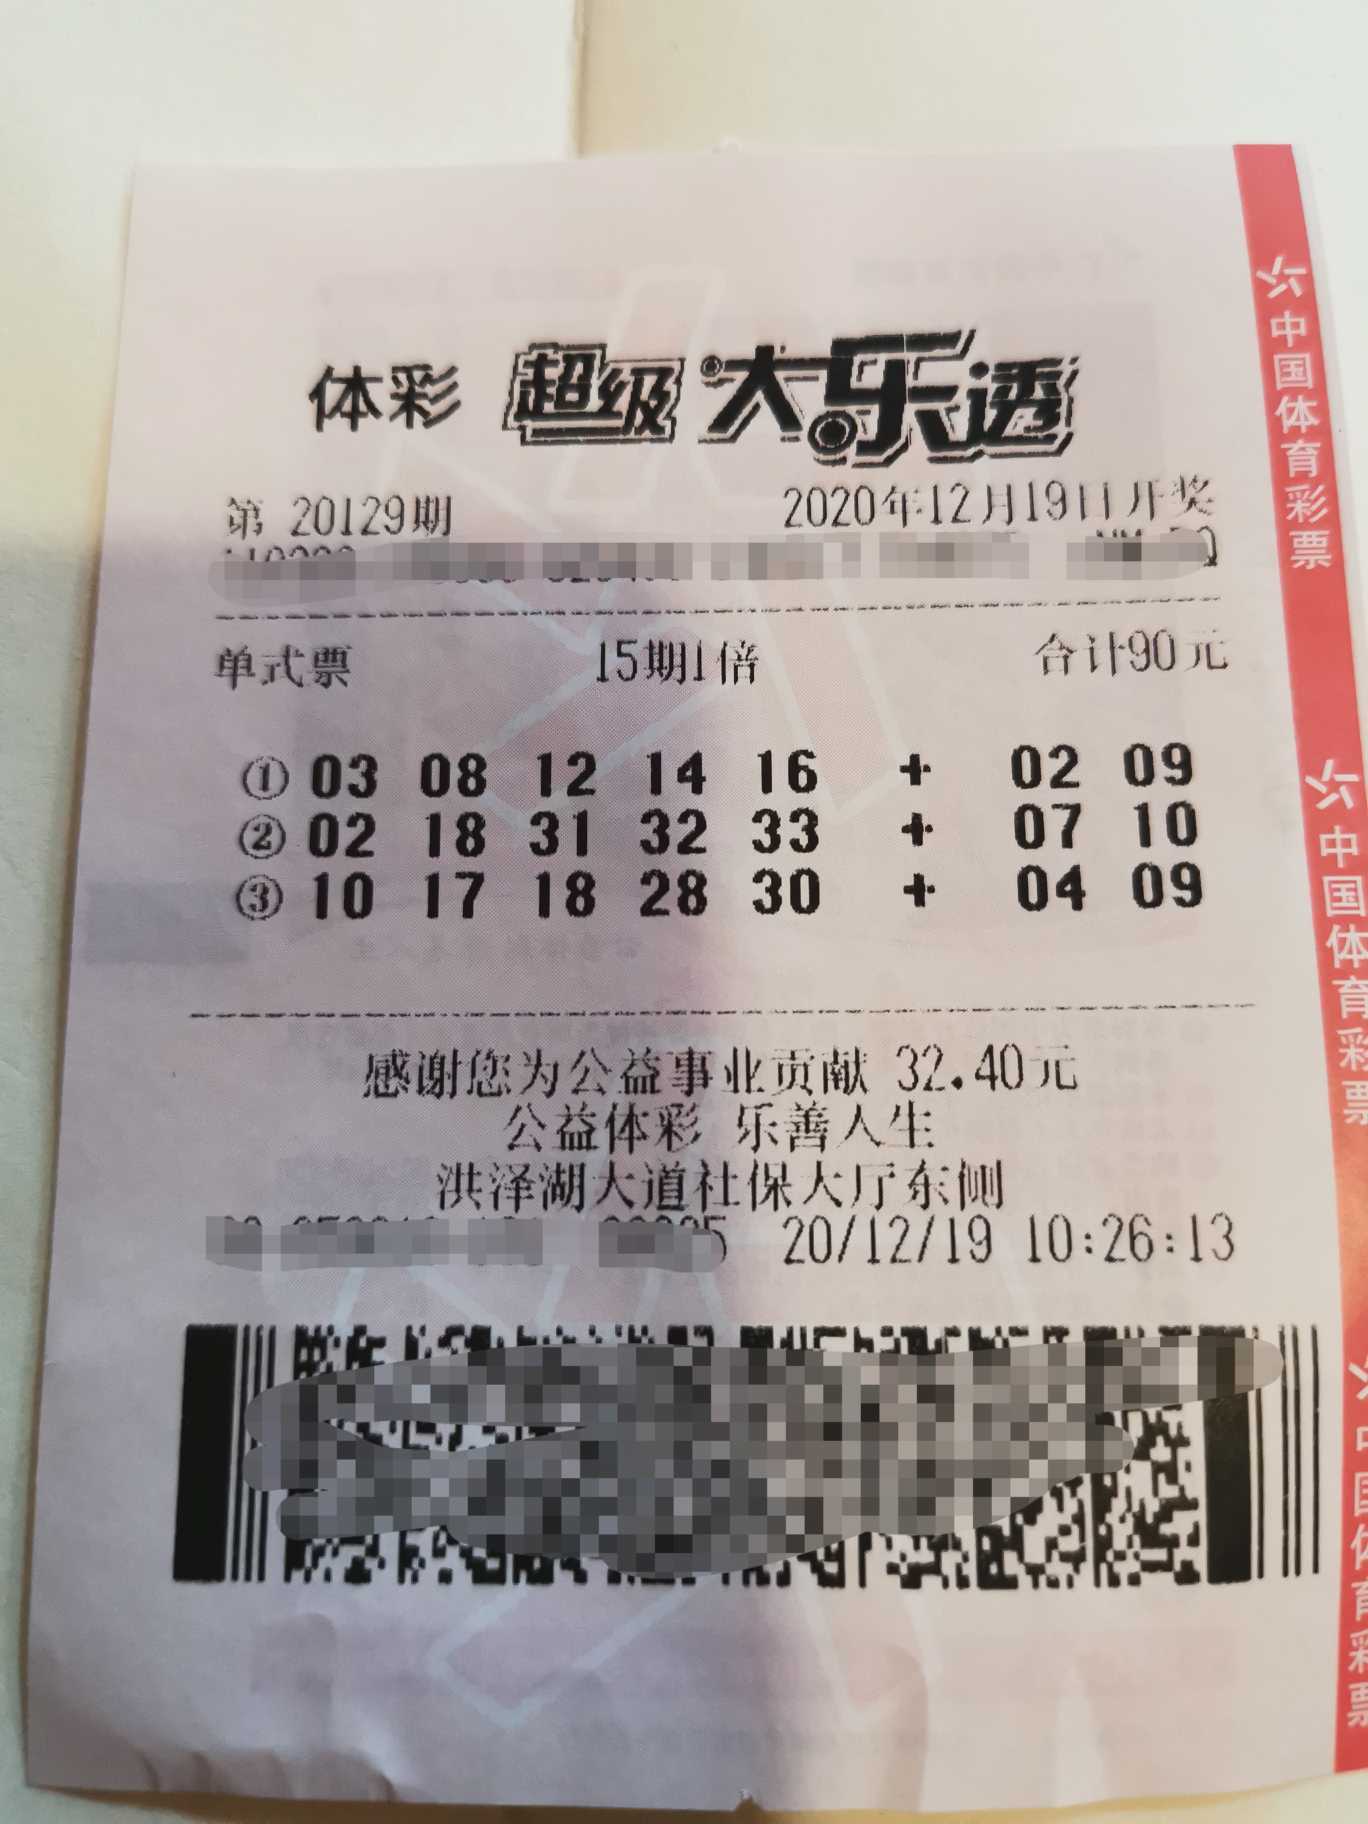 体彩 超级大乐透
第 20129期 2020年12月19日开奖
单式票 15期1倍 合计90元
① 03 08 12 14 16 + 02 09
② 02 18 31 32 33 + 07 10
③ 10 17 18 28 30 + 04 09
感谢您为公益事业贡献 32.40元
公益体彩 乐善人生
洪泽湖大道社保大厅东侧
20/12/19 10:26:13
中国体育彩票
中国体育彩票
中国体育彩票